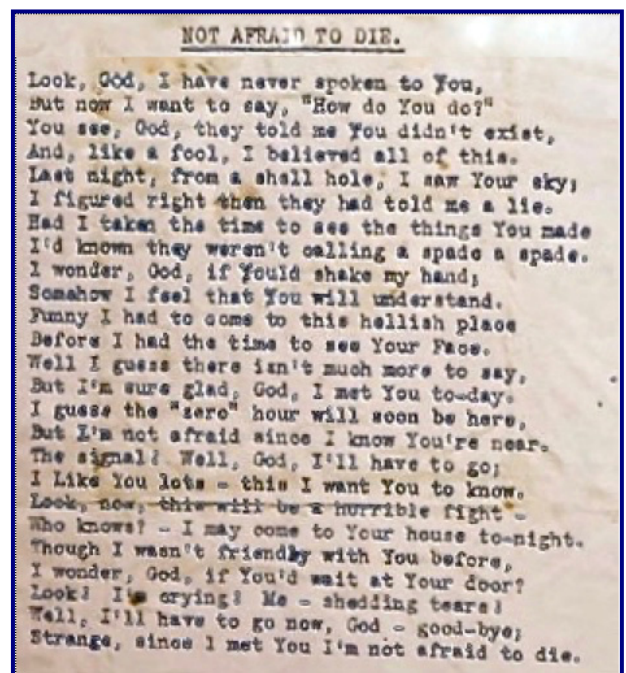 NOT AFRAID TO DIE.
Look, God, I have never spoken to You,
But now I want to say, "How do You do?"
You see, God, they told me You didn't exist,
And, like a fool, I believed all of this.
Last night, from a shell hole, I saw Your sky;
I figured right then they had told me a lie.
Had I taken the time to see the things You made
I'd known they weren't calling a spade a spade.
I wonder, God, if You'd shake my hand;
Somehow I feel that You will understand.
Funny I had to come to this hellish place
Before I had the time to see Your Face.
Well I guess there isn't much more to say,
But I'm sure glad, God, I met You to-day.
I guess the "zero" hour will soon be here,
But I'm not afraid since I know You're near.
The signal! Well, God, I'll have to go;
I Like You lots - this I want You to know.
Look, now, this will be a horrible fight -
Who knows? - I may come to Your house to-night.
Though I wasn't friendly with You before,
I wonder, God, if You'd wait at Your door?
Look! I'm crying! Me - shedding tears!
Well, I'll have to go now, God - good-bye;
Strange, since I met You I'm not afraid to die.